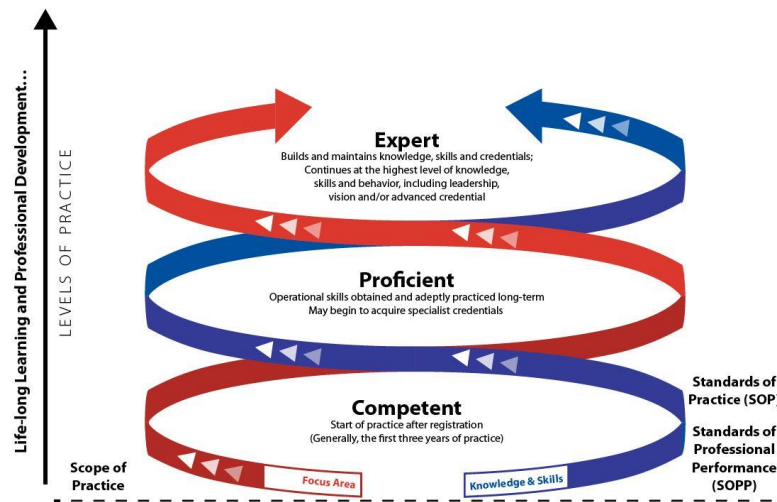 Life-long Learning and Professional Development...
LEVELS OF PRACTICE
Expert
Builds and maintains knowledge, skills and credentials;
Continues at the highest level of knowledge,
skills and behavior, including leadership,
vision and/or advanced credential
Proficient
Operational skills obtained and adeptly practiced long-term
May begin to acquire specialist credentials
Competent
Start of practice after registration
(Generally, the first three years of practice)
Standards of
Practice (SOP)
Standards of
Professional
Performance
(SOPP)
Scope of
Practice
Focus Area
Knowledge & Skills